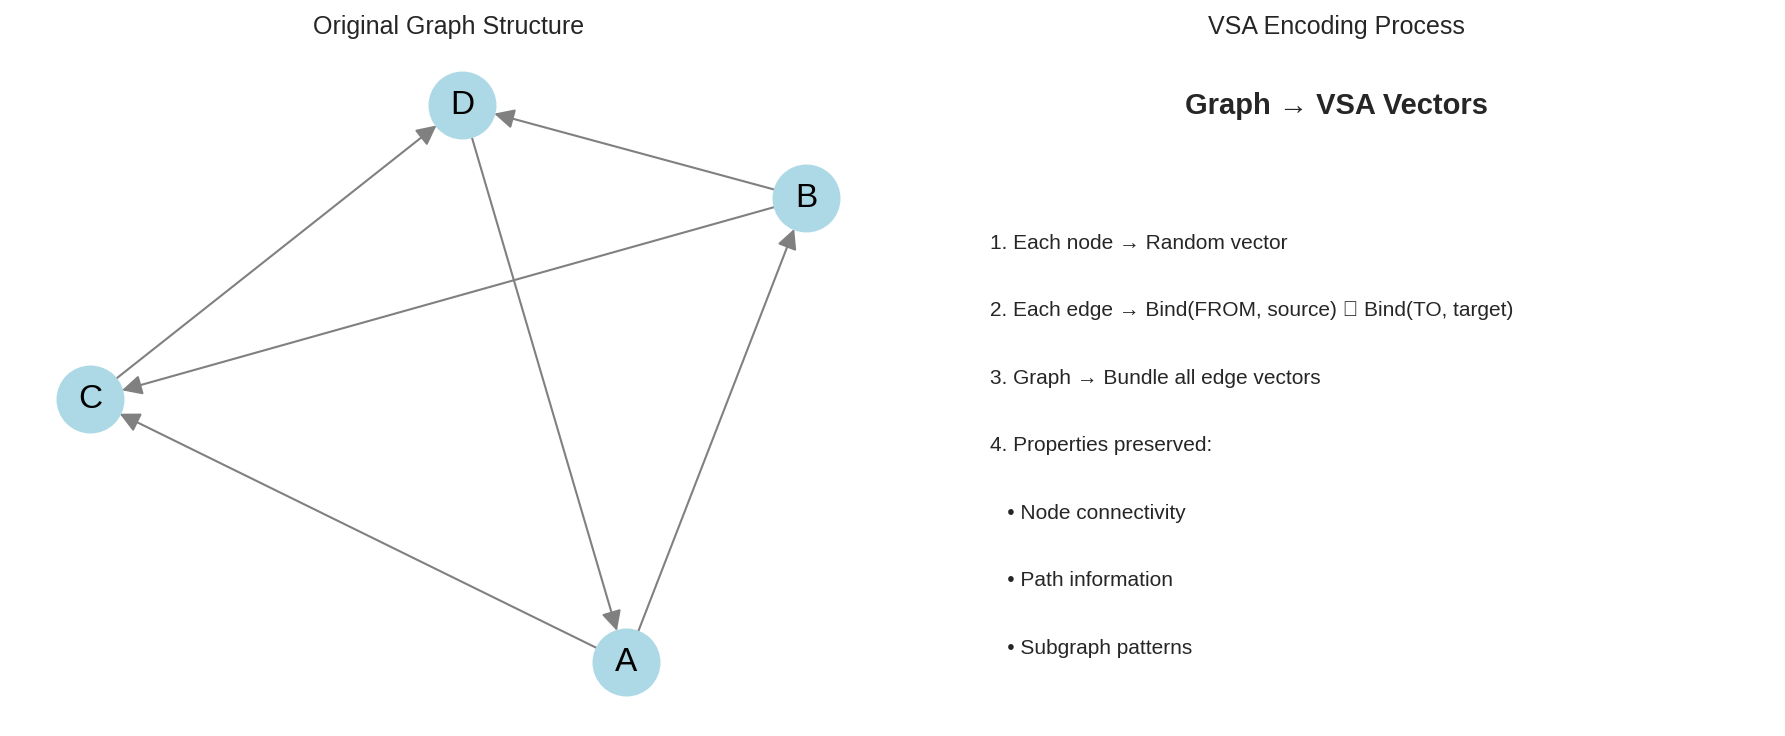 Original Graph Structure
D
B
C
A
VSA Encoding Process
Graph → VSA Vectors
1. Each node → Random vector
2. Each edge → Bind(FROM, source) □ Bind(TO, target)
3. Graph → Bundle all edge vectors
4. Properties preserved:
• Node connectivity
• Path information
• Subgraph patterns